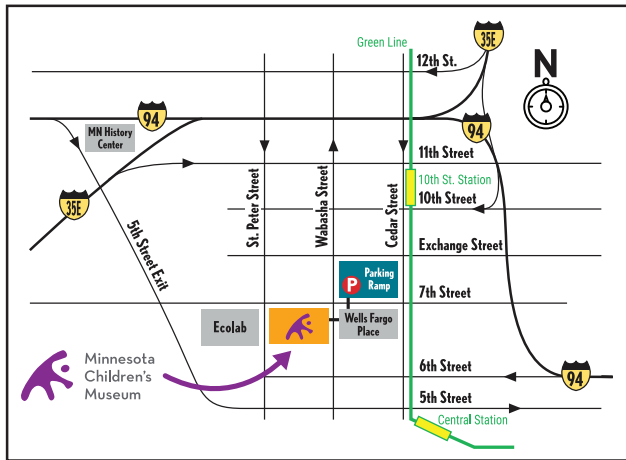 Green Line
35E
12th St.
N
94
MN History
Center
94
11th Street
10th St. Station
10th Street
35E
St. Peter Street
Wabasha Street
Cedar Street
5th Street Exit
Exchange Street
P
Parking
Ramp
7th Street
Ecolab
Wells Fargo
Place
Minnesota
Children's
Museum
6th Street
94
5th Street
Central Station